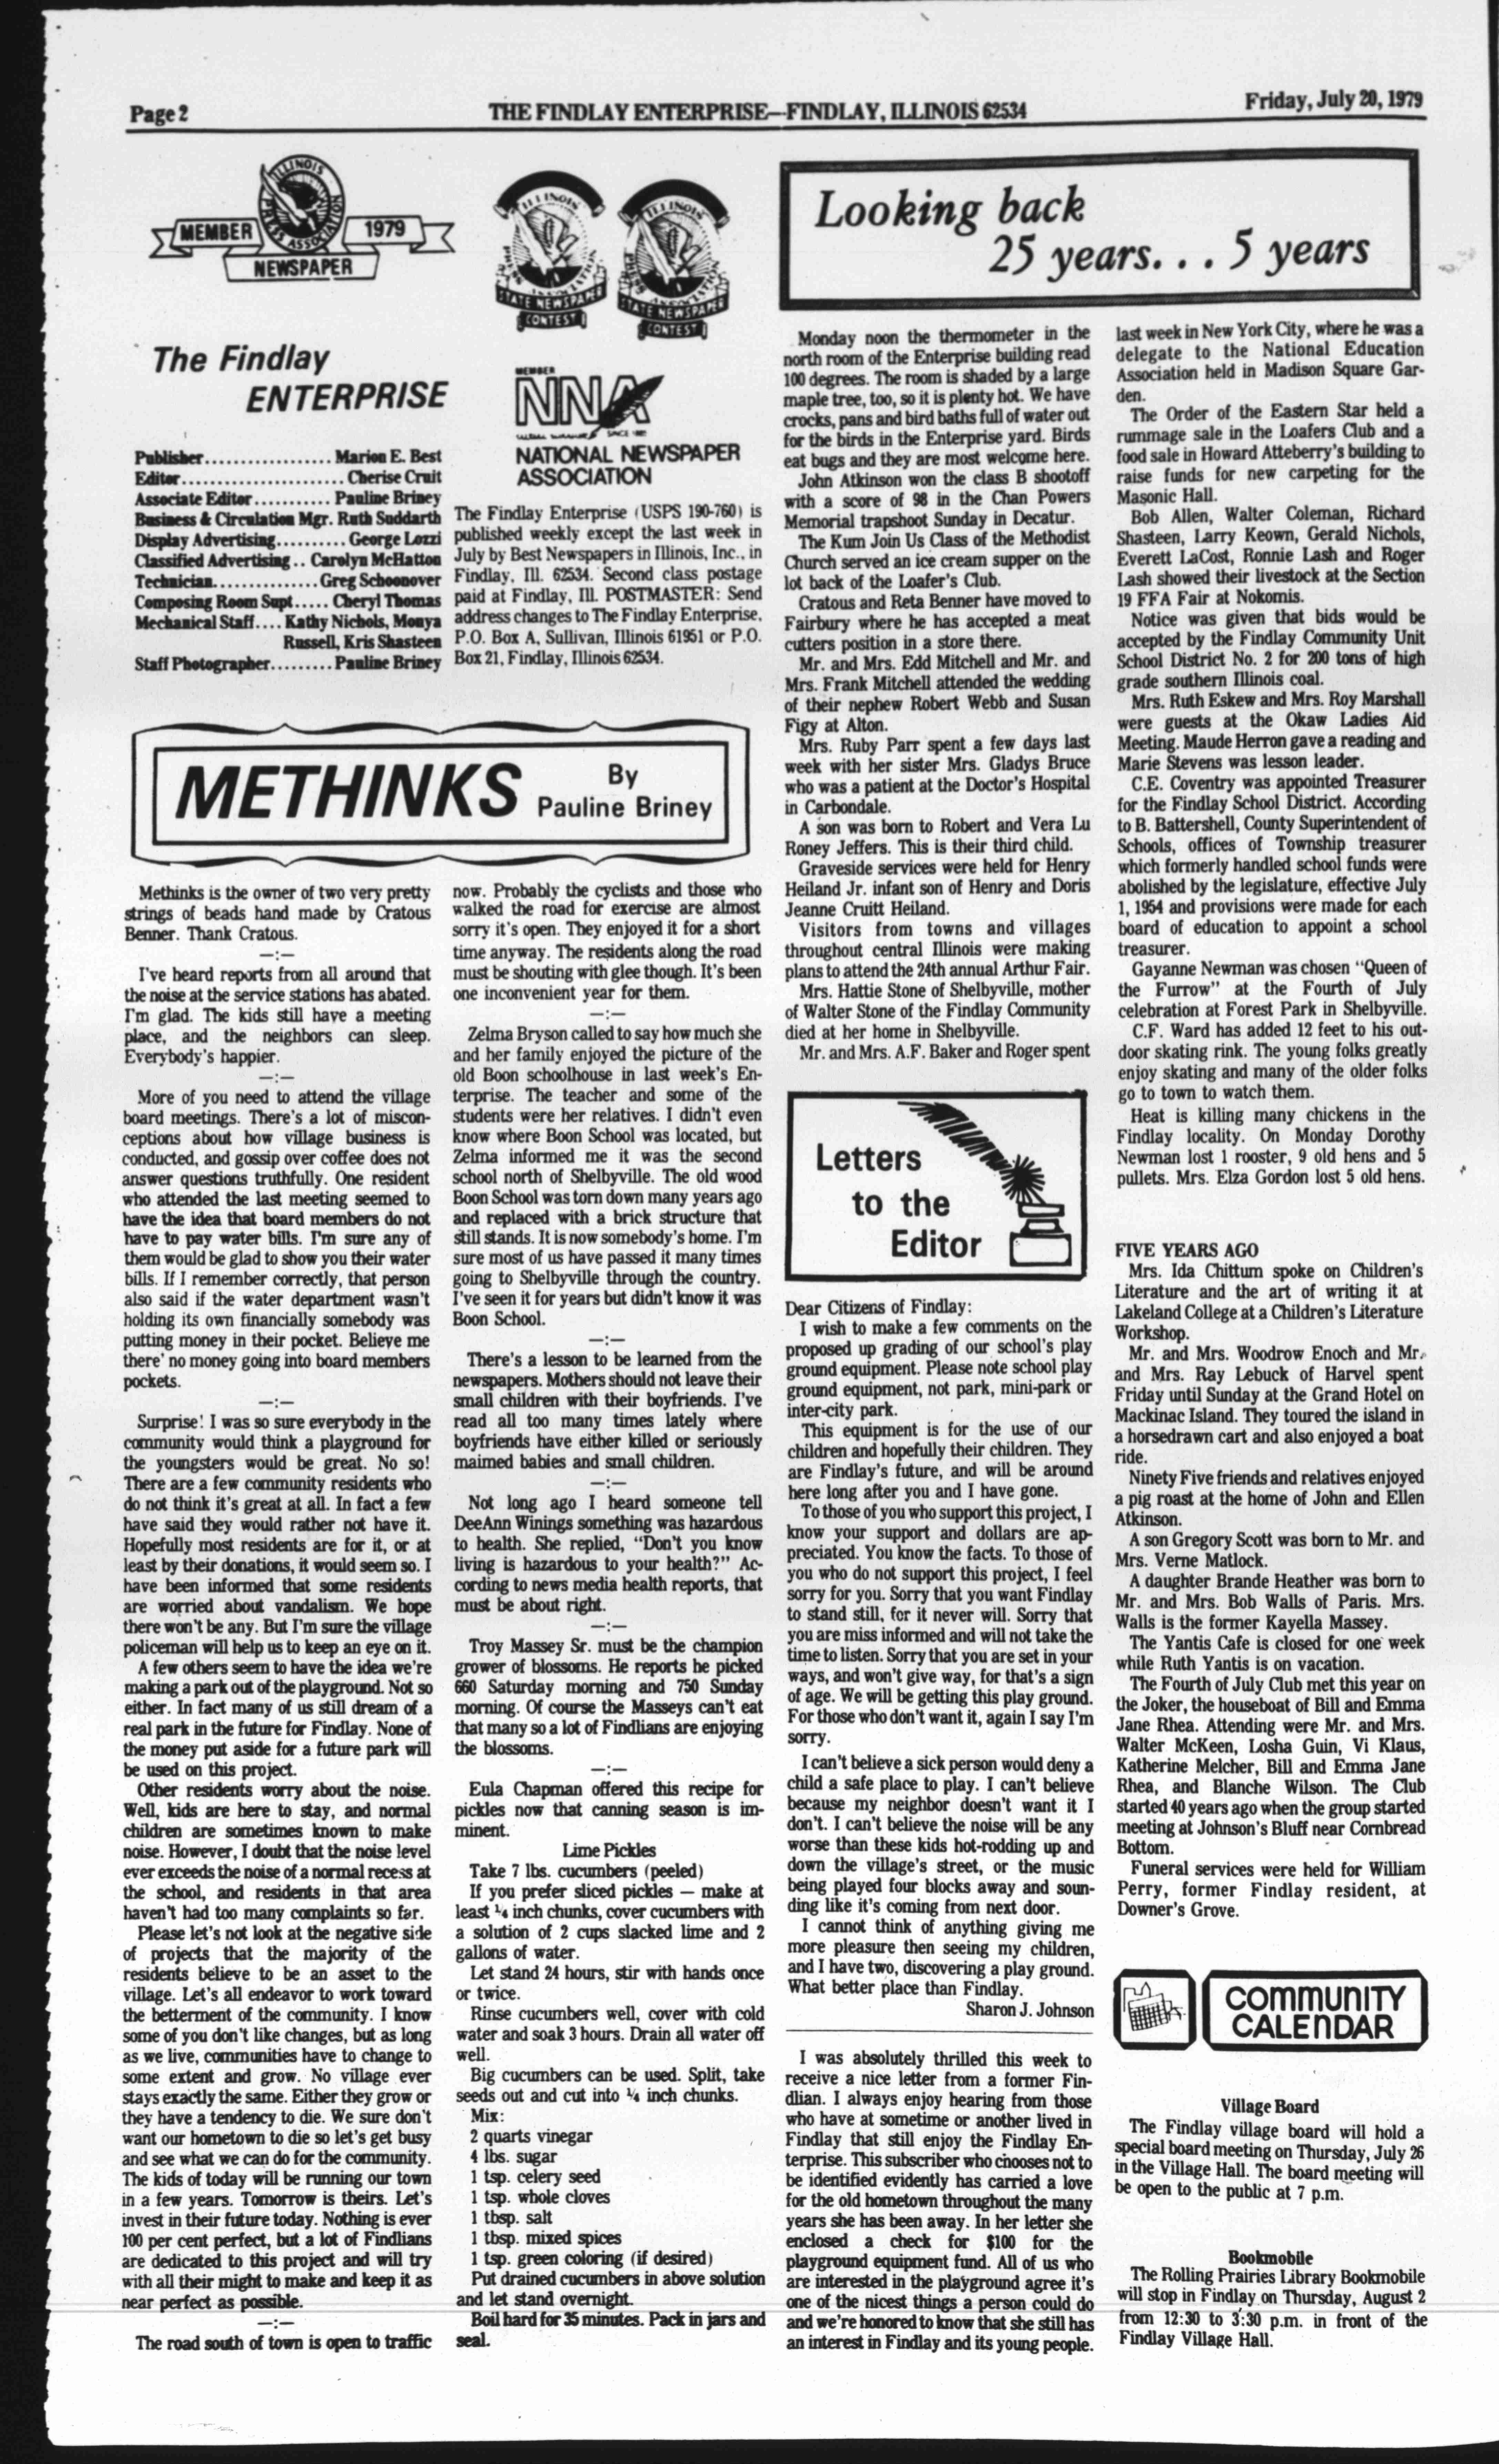 Page 2
THE FINDLAY ENTERPRISE—FINDLAY, ILLINOIS 62534
Friday, July 20, 1979
ILLINOIS
PRESS ASSOCIATION
MEMBER
1979
NEWSPAPER
ILLINOIS
PRESS ASSOCIATION
STATE NEWSPAPER
CONTEST
ILLINOIS
PRESS ASSOCIATION
STATE NEWSPAPER
CONTEST
The Findlay
ENTERPRISE
Publisher................. Marion E. Best
Editor...................... Cherise Cruit
Associate Editor........... Pauline Briney
Business & Circulation Mgr. Ruth Suddarth
Display Advertising.......... George Lozzi
Classified Advertising.. Carolyn McHatton
Technician.............. Greg Schoonover
Composing Room Supt..... Cheryl Thomas
Mechanical Staff.... Kathy Nichols, Monya
Russell, Kris Shasteen
Staff Photographer......... Pauline Briney
MEMBER
NNA
SINCE 1885
NATIONAL NEWSPAPER
ASSOCIATION
The Findlay Enterprise (USPS 190-760) is
published weekly except the last week in
July by Best Newspapers in Illinois, Inc., in
Findlay, Ill. 62534. Second class postage
paid at Findlay, Ill. POSTMASTER: Send
address changes to The Findlay Enterprise,
P.O. Box A, Sullivan, Illinois 61951 or P.O.
Box 21, Findlay, Illinois 62534.
METHINKS
By
Pauline Briney
Methinks is the owner of two very pretty
strings of beads hand made by Cratous
Benner. Thank Cratous.
—:—
I've heard reports from all around that
the noise at the service stations has abated.
I'm glad. The kids still have a meeting
place, and the neighbors can sleep.
Everybody's happier.
—:—
More of you need to attend the village
board meetings. There's a lot of miscon-
ceptions about how village business is
conducted, and gossip over coffee does not
answer questions truthfully. One resident
who attended the last meeting seemed to
have the idea that board members do not
have to pay water bills. I'm sure any of
them would be glad to show you their water
bills. If I remember correctly, that person
also said if the water department wasn't
holding its own financially somebody was
putting money in their pocket. Believe me
there' no money going into board members
pockets.
—:—
Surprise! I was so sure everybody in the
community would think a playground for
the youngsters would be great. No so!
There are a few community residents who
do not think it's great at all. In fact a few
have said they would rather not have it.
Hopefully most residents are for it, or at
least by their donations, it would seem so. I
have been informed that some residents
are worried about vandalism. We hope
there won't be any. But I'm sure the village
policeman will help us to keep an eye on it.
A few others seem to have the idea we're
making a park out of the playground. Not so
either. In fact many of us still dream of a
real park in the future for Findlay. None of
the money put aside for a future park will
be used on this project.
Other residents worry about the noise.
Well, kids are here to stay, and normal
children are sometimes known to make
noise. However, I doubt that the noise level
ever exceeds the noise of a normal recess at
the school, and residents in that area
haven't had too many complaints so far.
Please let's not look at the negative side
of projects that the majority of the
residents believe to be an asset to the
village. Let's all endeavor to work toward
the betterment of the community. I know
some of you don't like changes, but as long
as we live, communities have to change to
some extent and grow. No village ever
stays exactly the same. Either they grow or
they have a tendency to die. We sure don't
want our hometown to die so let's get busy
and see what we can do for the community.
The kids of today will be running our town
in a few years. Tomorrow is theirs. Let's
invest in their future today. Nothing is ever
100 per cent perfect, but a lot of Findlians
are dedicated to this project and will try
with all their might to make and keep it as
near perfect as possible.
—:—
The road south of town is open to traffic
now. Probably the cyclists and those who
walked the road for exercise are almost
sorry it's open. They enjoyed it for a short
time anyway. The residents along the road
must be shouting with glee though. It's been
one inconvenient year for them.
—:—
Zelma Bryson called to say how much she
and her family enjoyed the picture of the
old Boon schoolhouse in last week's En-
terprise. The teacher and some of the
students were her relatives. I didn't even
know where Boon School was located, but
Zelma informed me it was the second
school north of Shelbyville. The old wood
Boon School was torn down many years ago
and replaced with a brick structure that
still stands. It is now somebody's home. I'm
sure most of us have passed it many times
going to Shelbyville through the country.
I've seen it for years but didn't know it was
Boon School.
—:—
There's a lesson to be learned from the
newspapers. Mothers should not leave their
small children with their boyfriends. I've
read all too many times lately where
boyfriends have either killed or seriously
maimed babies and small children.
—:—
Not long ago I heard someone tell
DeeAnn Winings something was hazardous
to health. She replied, "Don't you know
living is hazardous to your health?" Ac-
cording to news media health reports, that
must be about right.
—:—
Troy Massey Sr. must be the champion
grower of blossoms. He reports he picked
660 Saturday morning and 750 Sunday
morning. Of course the Masseys can't eat
that many so a lot of Findlians are enjoying
the blossoms.
—:—
Eula Chapman offered this recipe for
pickles now that canning season is im-
minent.
Lime Pickles
Take 7 lbs. cucumbers (peeled)
If you prefer sliced pickles — make at
least ¼ inch chunks, cover cucumbers with
a solution of 2 cups slacked lime and 2
gallons of water.
Let stand 24 hours, stir with hands once
or twice.
Rinse cucumbers well, cover with cold
water and soak 3 hours. Drain all water off
well.
Big cucumbers can be used. Split, take
seeds out and cut into ¼ inch chunks.
Mix:
2 quarts vinegar
4 lbs. sugar
1 tsp. celery seed
1 tsp. whole cloves
1 tbsp. salt
1 tbsp. mixed spices
1 tsp. green coloring (if desired)
Put drained cucumbers in above solution
and let stand overnight.
Boil hard for 35 minutes. Pack in jars and
seal.
Looking back
25 years... 5 years
Monday noon the thermometer in the
north room of the Enterprise building read
100 degrees. The room is shaded by a large
maple tree, too, so it is plenty hot. We have
crocks, pans and bird baths full of water out
for the birds in the Enterprise yard. Birds
eat bugs and they are most welcome here.
John Atkinson won the class B shootoff
with a score of 98 in the Chan Powers
Memorial trapshoot Sunday in Decatur.
The Kum Join Us Class of the Methodist
Church served an ice cream supper on the
lot back of the Loafer's Club.
Cratous and Reta Benner have moved to
Fairbury where he has accepted a meat
cutters position in a store there.
Mr. and Mrs. Edd Mitchell and Mr. and
Mrs. Frank Mitchell attended the wedding
of their nephew Robert Webb and Susan
Figy at Alton.
Mrs. Ruby Parr spent a few days last
week with her sister Mrs. Gladys Bruce
who was a patient at the Doctor's Hospital
in Carbondale.
A son was born to Robert and Vera Lu
Roney Jeffers. This is their third child.
Graveside services were held for Henry
Heiland Jr. infant son of Henry and Doris
Jeanne Cruitt Heiland.
Visitors from towns and villages
throughout central Illinois were making
plans to attend the 24th annual Arthur Fair.
Mrs. Hattie Stone of Shelbyville, mother
of Walter Stone of the Findlay Community
died at her home in Shelbyville.
Mr. and Mrs. A.F. Baker and Roger spent
last week in New York City, where he was a
delegate to the National Education
Association held in Madison Square Gar-
den.
The Order of the Eastern Star held a
rummage sale in the Loafers Club and a
food sale in Howard Atteberry's building to
raise funds for new carpeting for the
Masonic Hall.
Bob Allen, Walter Coleman, Richard
Shasteen, Larry Keown, Gerald Nichols,
Everett LaCost, Ronnie Lash and Roger
Lash showed their livestock at the Section
19 FFA Fair at Nokomis.
Notice was given that bids would be
accepted by the Findlay Community Unit
School District No. 2 for 200 tons of high
grade southern Illinois coal.
Mrs. Ruth Eskew and Mrs. Roy Marshall
were guests at the Okaw Ladies Aid
Meeting. Maude Herron gave a reading and
Marie Stevens was lesson leader.
C.E. Coventry was appointed Treasurer
for the Findlay School District. According
to B. Battershell, County Superintendent of
Schools, offices of Township treasurer
which formerly handled school funds were
abolished by the legislature, effective July
1, 1954 and provisions were made for each
board of education to appoint a school
treasurer.
Gayanne Newman was chosen "Queen of
the Furrow" at the Fourth of July
celebration at Forest Park in Shelbyville.
C.F. Ward has added 12 feet to his out-
door skating rink. The young folks greatly
enjoy skating and many of the older folks
go to town to watch them.
Heat is killing many chickens in the
Findlay locality. On Monday Dorothy
Newman lost 1 rooster, 9 old hens and 5
pullets. Mrs. Elza Gordon lost 5 old hens.
FIVE YEARS AGO
Mrs. Ida Chittum spoke on Children's
Literature and the art of writing it at
Lakeland College at a Children's Literature
Workshop.
Mr. and Mrs. Woodrow Enoch and Mr.
and Mrs. Ray Lebuck of Harvel spent
Friday until Sunday at the Grand Hotel on
Mackinac Island. They toured the island in
a horsedrawn cart and also enjoyed a boat
ride.
Ninety Five friends and relatives enjoyed
a pig roast at the home of John and Ellen
Atkinson.
A son Gregory Scott was born to Mr. and
Mrs. Verne Matlock.
A daughter Brande Heather was born to
Mr. and Mrs. Bob Walls of Paris. Mrs.
Walls is the former Kayella Massey.
The Yantis Cafe is closed for one week
while Ruth Yantis is on vacation.
The Fourth of July Club met this year on
the Joker, the houseboat of Bill and Emma
Jane Rhea. Attending were Mr. and Mrs.
Walter McKeen, Losha Guin, Vi Klaus,
Katherine Melcher, Bill and Emma Jane
Rhea, and Blanche Wilson. The Club
started 40 years ago when the group started
meeting at Johnson's Bluff near Cornbread
Bottom.
Funeral services were held for William
Perry, former Findlay resident, at
Downer's Grove.
Letters
to the
Editor
Dear Citizens of Findlay:
I wish to make a few comments on the
proposed up grading of our school's play
ground equipment. Please note school play
ground equipment, not park, mini-park or
inter-city park.
This equipment is for the use of our
children and hopefully their children. They
are Findlay's future, and will be around
here long after you and I have gone.
To those of you who support this project, I
know your support and dollars are ap-
preciated. You know the facts. To those of
you who do not support this project, I feel
sorry for you. Sorry that you want Findlay
to stand still, for it never will. Sorry that
you are miss informed and will not take the
time to listen. Sorry that you are set in your
ways, and won't give way, for that's a sign
of age. We will be getting this play ground.
For those who don't want it, again I say I'm
sorry.
I can't believe a sick person would deny a
child a safe place to play. I can't believe
because my neighbor doesn't want it I
don't. I can't believe the noise will be any
worse than these kids hot-rodding up and
down the village's street, or the music
being played four blocks away and soun-
ding like it's coming from next door.
I cannot think of anything giving me
more pleasure then seeing my children,
and I have two, discovering a play ground.
What better place than Findlay.
Sharon J. Johnson
I was absolutely thrilled this week to
receive a nice letter from a former Fin-
dlian. I always enjoy hearing from those
who have at sometime or another lived in
Findlay that still enjoy the Findlay En-
terprise. This subscriber who chooses not to
be identified evidently has carried a love
for the old hometown throughout the many
years she has been away. In her letter she
enclosed a check for $100 for the
playground equipment fund. All of us who
are interested in the playground agree it's
one of the nicest things a person could do
and we're honored to know that she still has
an interest in Findlay and its young people.
COMMUNITY
CALENDAR
Village Board
The Findlay village board will hold a
special board meeting on Thursday, July 26
in the Village Hall. The board meeting will
be open to the public at 7 p.m.
Bookmobile
The Rolling Prairies Library Bookmobile
will stop in Findlay on Thursday, August 2
from 12:30 to 3:30 p.m. in front of the
Findlay Village Hall.